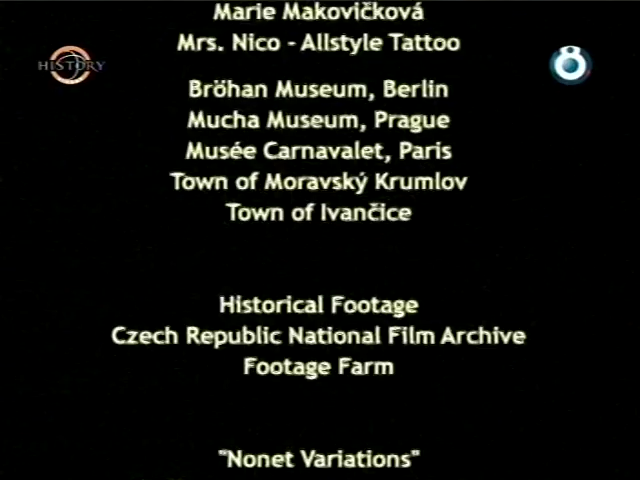 Marie Makovičková
Mrs. Nico - Allstyle Tattoo
HISTORY
Bröhan Museum, Berlin
Mucha Museum, Prague
Musée Carnavalet, Paris
Town of Moravský Krumlov
Town of Ivančice
Historical Footage
Czech Republic National Film Archive
Footage Farm
"Nonet Variations"